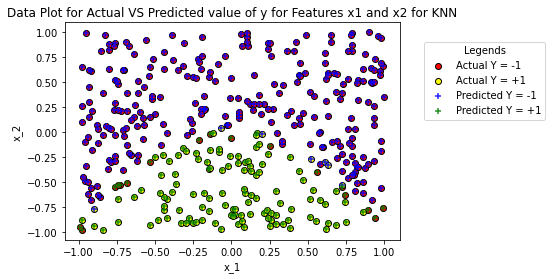 Data Plot for Actual VS Predicted value of y for Features x1 and x2 for KNN
Legends
Actual Y = -1
Actual Y = +1
Predicted Y = -1
Predicted Y = +1
1.00
0.75
0.50
0.25
0.00
−0.25
−0.50
−0.75
−1.00
x_2
−1.00 −0.75 −0.50 −0.25 0.00 0.25 0.50 0.75 1.00
x_1